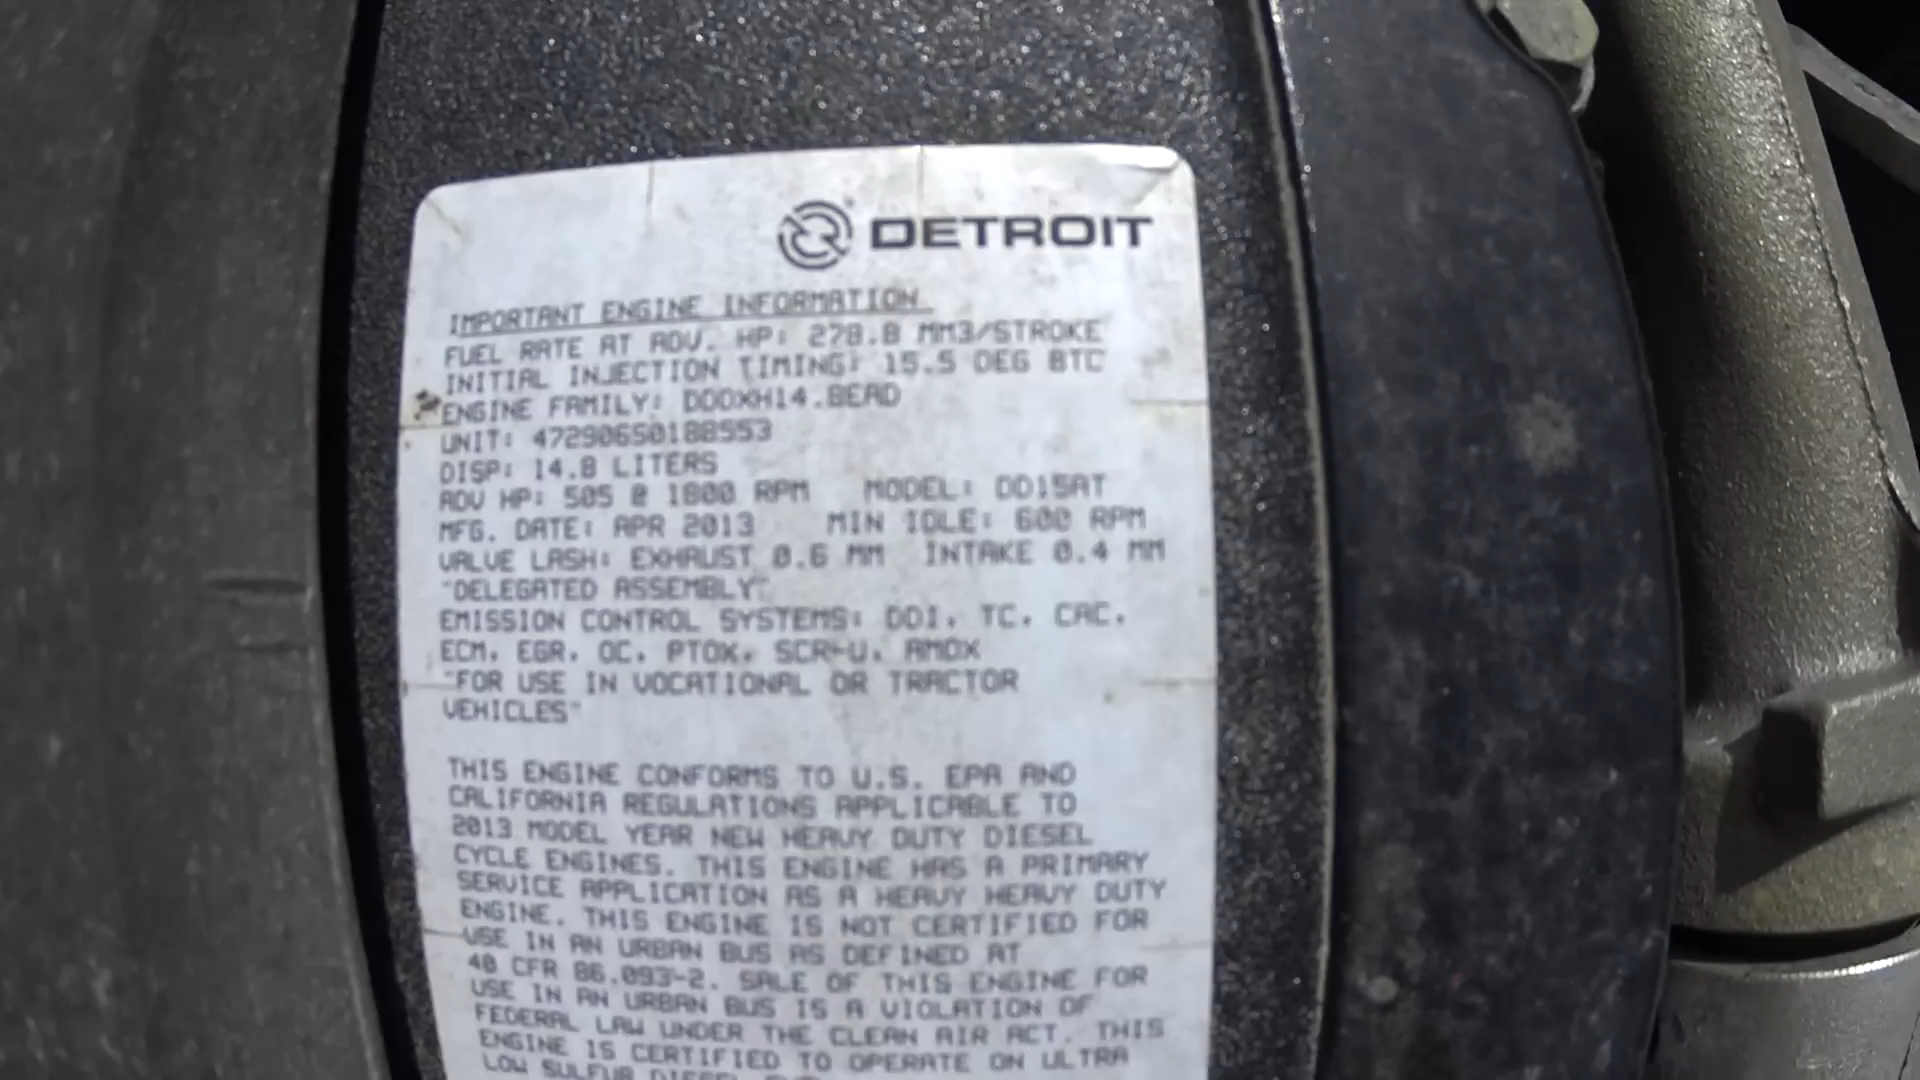 DETROIT
IMPORTANT ENGINE INFORMATION
FUEL RATE AT ADV. HP: 278.8 MM3/STROKE
INITIAL INJECTION TIMING: 15.5 DEG BTC
ENGINE FAMILY: DDDXH14.8EAD
UNIT: 472906S0188553
DISP: 14.8 LITERS
ADV HP: 505 @ 1800 RPM MODEL: DD15AT
MFG. DATE: APR 2013 MIN IDLE: 600 RPM
VALVE LASH: EXHAUST 0.6 MM INTAKE 0.4 MM
"DELEGATED ASSEMBLY"
EMISSION CONTROL SYSTEMS: DDI, TC, CAC,
ECM, EGR, OC, PTOX, SCR-U, AMOX
"FOR USE IN VOCATIONAL OR TRACTOR
VEHICLES"
THIS ENGINE CONFORMS TO U.S. EPA AND
CALIFORNIA REGULATIONS APPLICABLE TO
2013 MODEL YEAR NEW HEAVY DUTY DIESEL
CYCLE ENGINES. THIS ENGINE HAS A PRIMARY
SERVICE APPLICATION AS A HEAVY HEAVY DUTY
ENGINE. THIS ENGINE IS NOT CERTIFIED FOR
USE IN AN URBAN BUS AS DEFINED AT
40 CFR 86.093-2. SALE OF THIS ENGINE FOR
USE IN AN URBAN BUS IS A VIOLATION OF
FEDERAL LAW UNDER THE CLEAN AIR ACT. THIS
ENGINE IS CERTIFIED TO OPERATE ON ULTRA
LOW SULFUR DIESEL